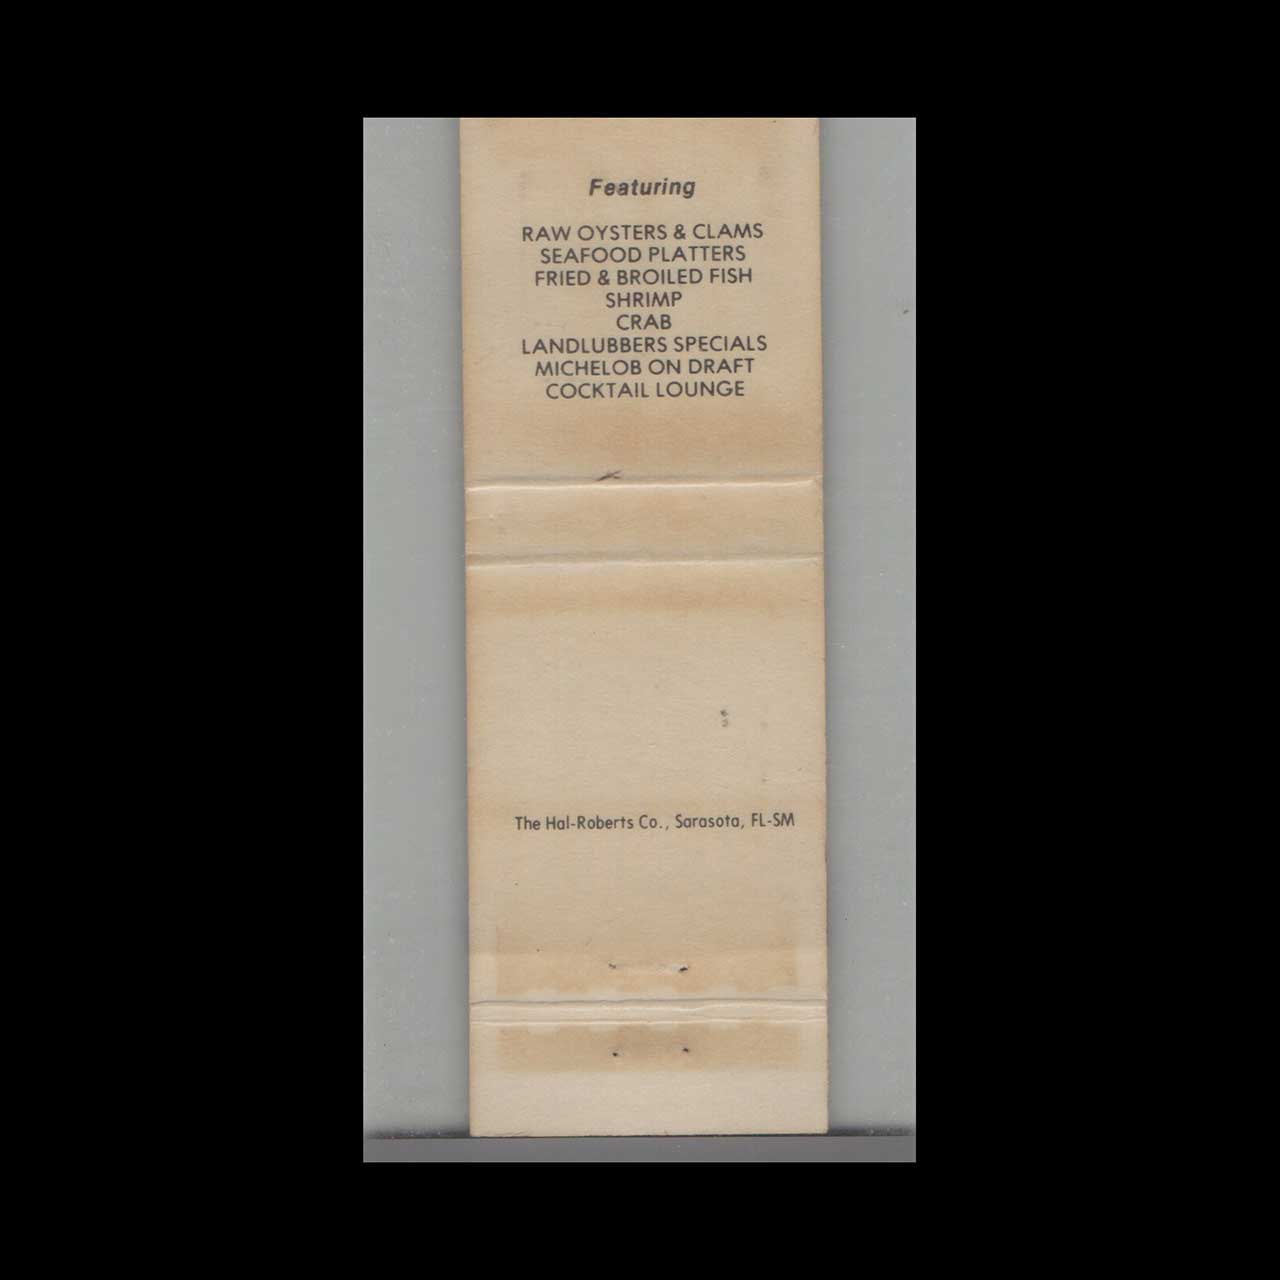 Featuring
RAW OYSTERS & CLAMS
SEAFOOD PLATTERS
FRIED & BROILED FISH
SHRIMP
CRAB
LANDLUBBERS SPECIALS
MICHELOB ON DRAFT
COCKTAIL LOUNGE
The Hal-Roberts Co., Sarasota, FL-SM